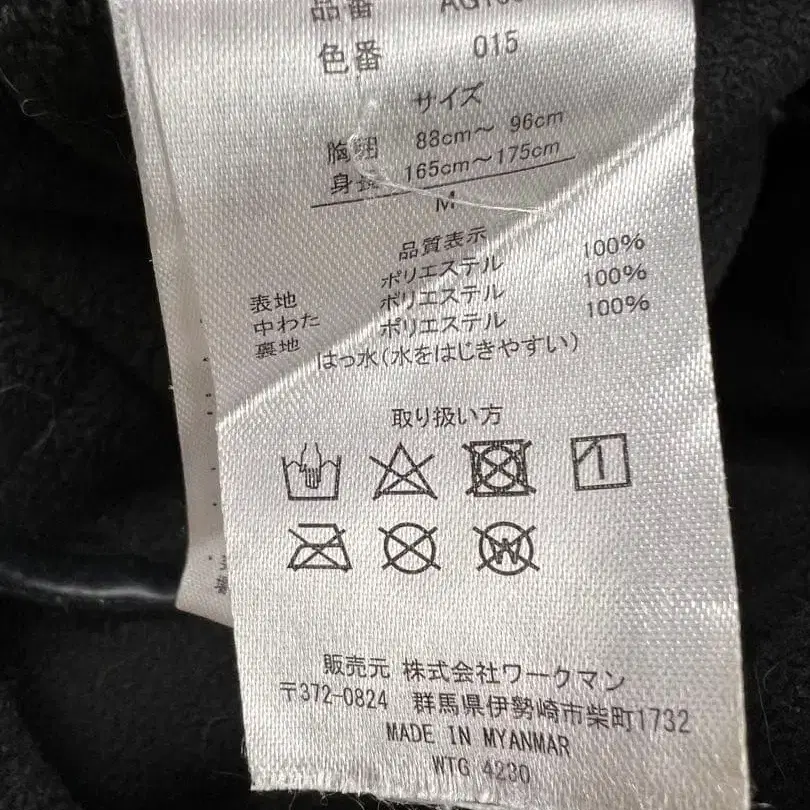 品番
色番 015
サイズ
胸囲 88cm～ 96cm
身長 165cm～175cm
M
品質表示
表地 ポリエステル 100%
中わた ポリエステル 100%
裏地 ポリエステル 100%
はっ水(水をはじきやすい)
取り扱い方
W
販売元 株式会社ワークマン
〒372-0824 群馬県伊勢崎市柴町1732
MADE IN MYANMAR
WTG 4230